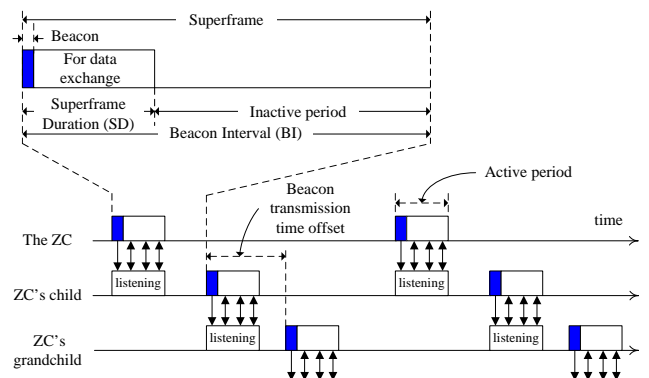 Superframe
Beacon
For data
exchange
Superframe
Duration (SD)
Inactive period
Beacon Interval (BI)
Beacon
transmission
time offset
Active period
time
The ZC
listening
listening
ZC's child
listening
listening
ZC's
grandchild